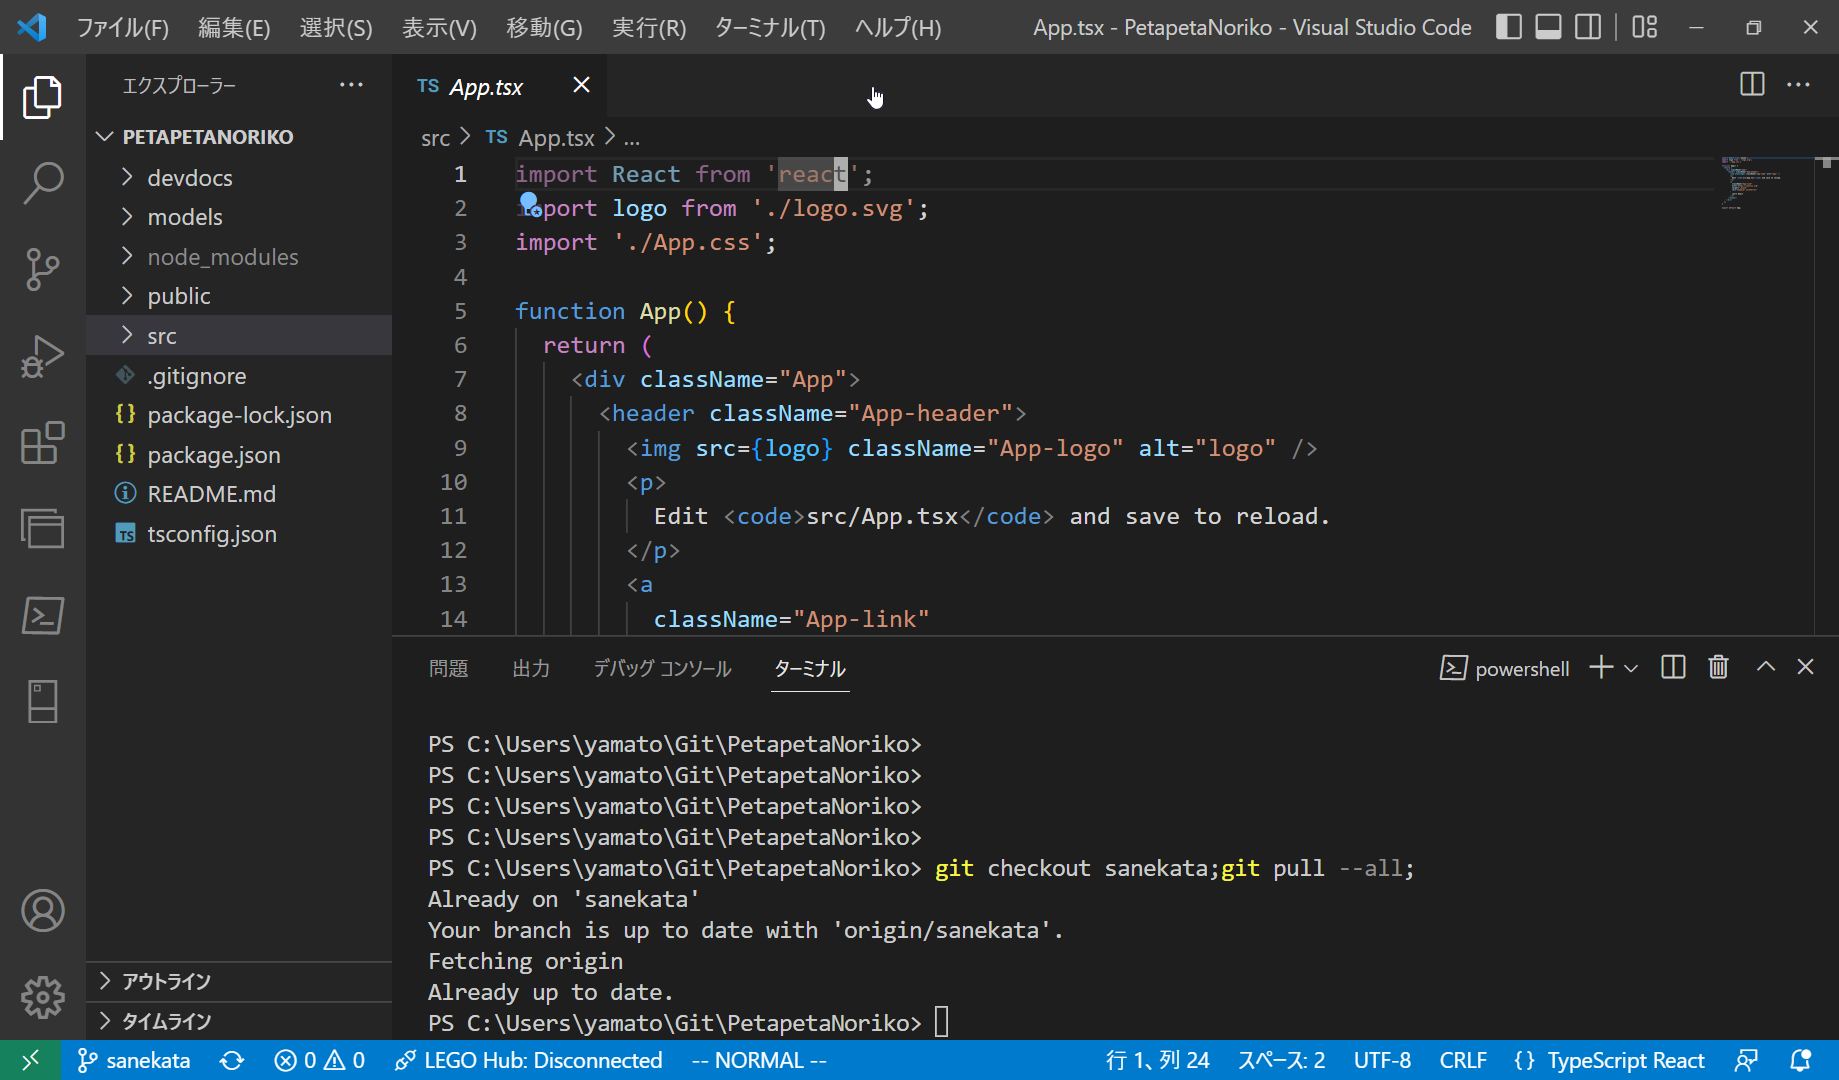 ファイル(F) 編集(E) 選択(S) 表示(V) 移動(G) 実行(R) ターミナル(T) ヘルプ(H) App.tsx - PetapetaNoriko - Visual Studio Code
エクスプローラー
PETAPETANORIKO
devdocs
models
node_modules
public
src
.gitignore
package-lock.json
package.json
README.md
TS tsconfig.json
アウトライン
タイムライン
TS App.tsx
src > TS App.tsx > ...
1 import React from 'react';
2 import logo from './logo.svg';
3 import './App.css';
4
5 function App() {
6 return (
7 <div className="App">
8 <header className="App-header">
9 <img src={logo} className="App-logo" alt="logo" />
10 <p>
11 Edit <code>src/App.tsx</code> and save to reload.
12 </p>
13 <a
14 className="App-link"
問題 出力 デバッグ コンソール ターミナル powershell
PS C:\Users\yamato\Git\PetapetaNoriko>
PS C:\Users\yamato\Git\PetapetaNoriko>
PS C:\Users\yamato\Git\PetapetaNoriko>
PS C:\Users\yamato\Git\PetapetaNoriko>
PS C:\Users\yamato\Git\PetapetaNoriko> git checkout sanekata;git pull --all;
Already on 'sanekata'
Your branch is up to date with 'origin/sanekata'.
Fetching origin
Already up to date.
PS C:\Users\yamato\Git\PetapetaNoriko>
sanekata 0 0 LEGO Hub: Disconnected -- NORMAL -- 行 1、列 24 スペース: 2 UTF-8 CRLF {} TypeScript React